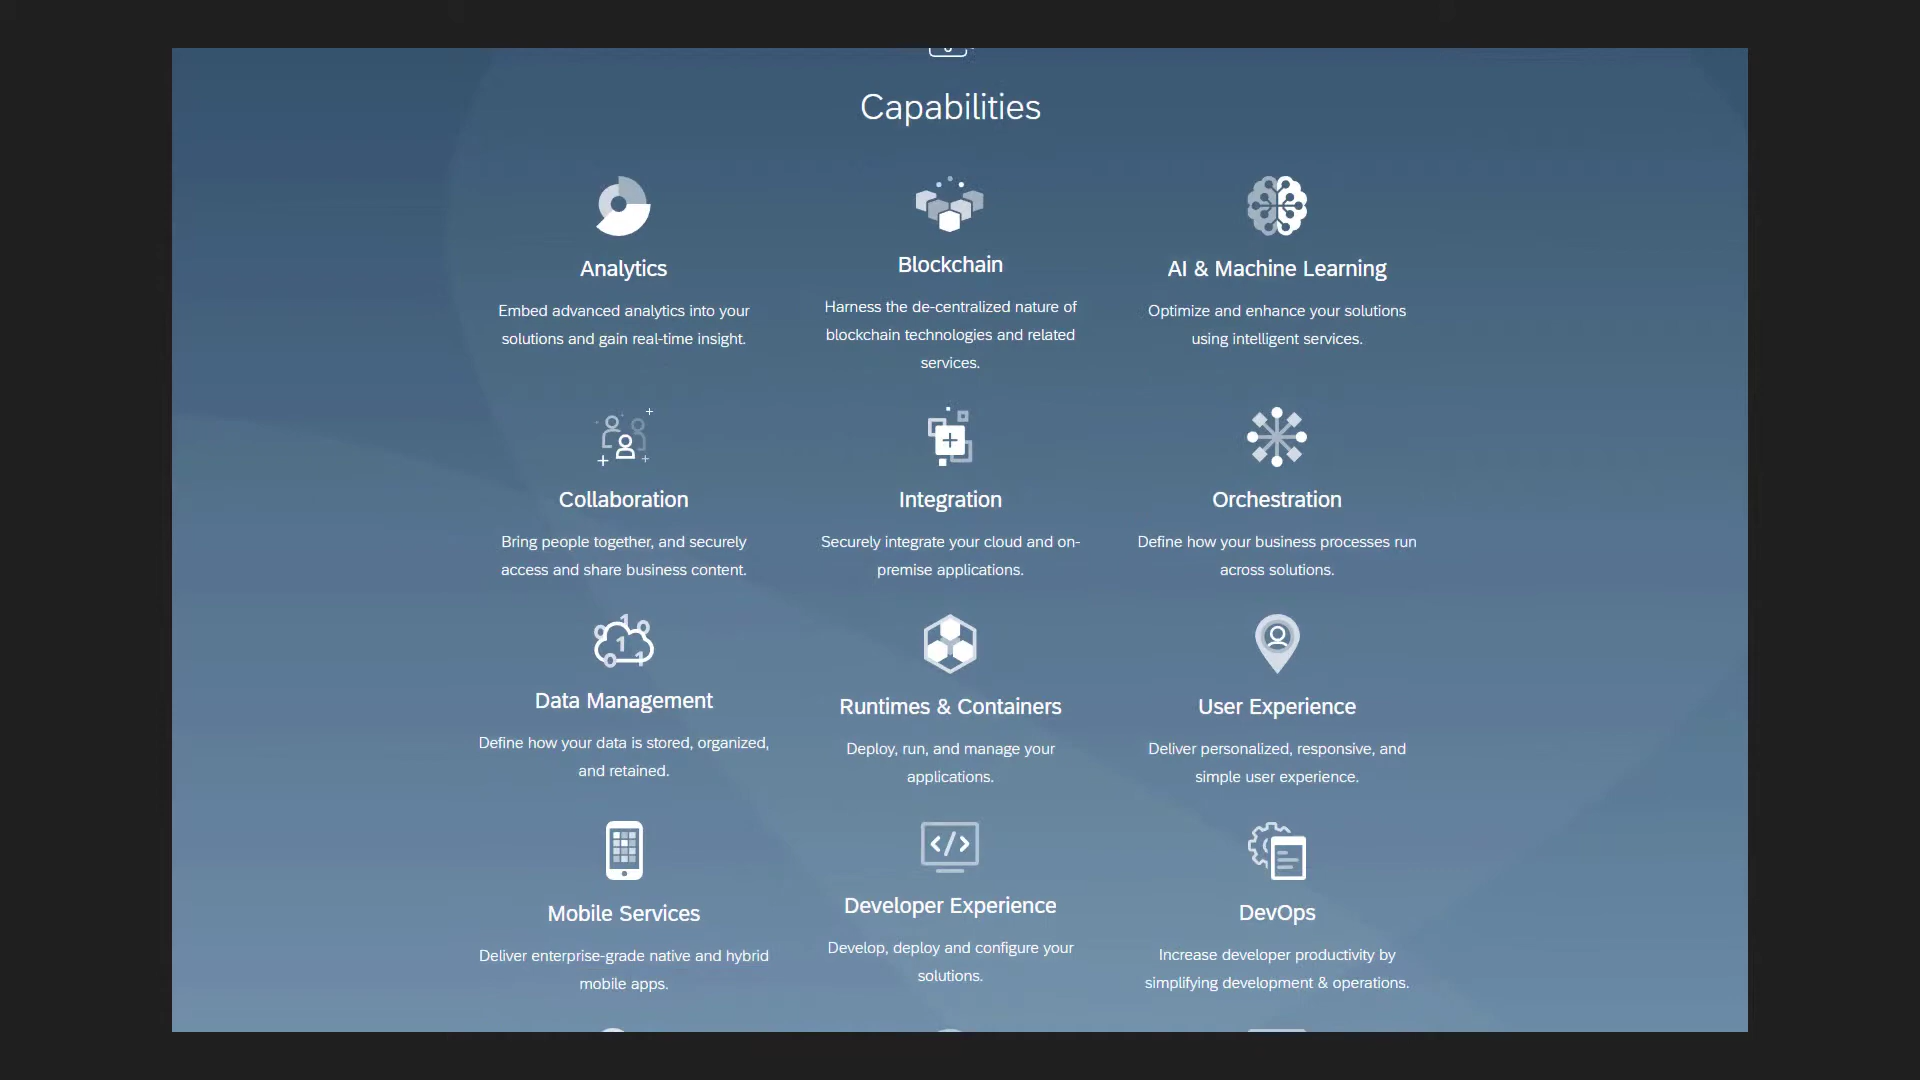 Capabilities
Analytics
Embed advanced analytics into your
solutions and gain real-time insight.
Blockchain
Harness the de-centralized nature of
blockchain technologies and related
services.
AI & Machine Learning
Optimize and enhance your solutions
using intelligent services.
Collaboration
Bring people together, and securely
access and share business content.
Integration
Securely integrate your cloud and on-
premise applications.
Orchestration
Define how your business processes run
across solutions.
Data Management
Define how your data is stored, organized,
and retained.
Runtimes & Containers
Deploy, run, and manage your
applications.
User Experience
Deliver personalized, responsive, and
simple user experience.
Mobile Services
Deliver enterprise-grade native and hybrid
mobile apps.
Developer Experience
Develop, deploy and configure your
solutions.
DevOps
Increase developer productivity by
simplifying development & operations.